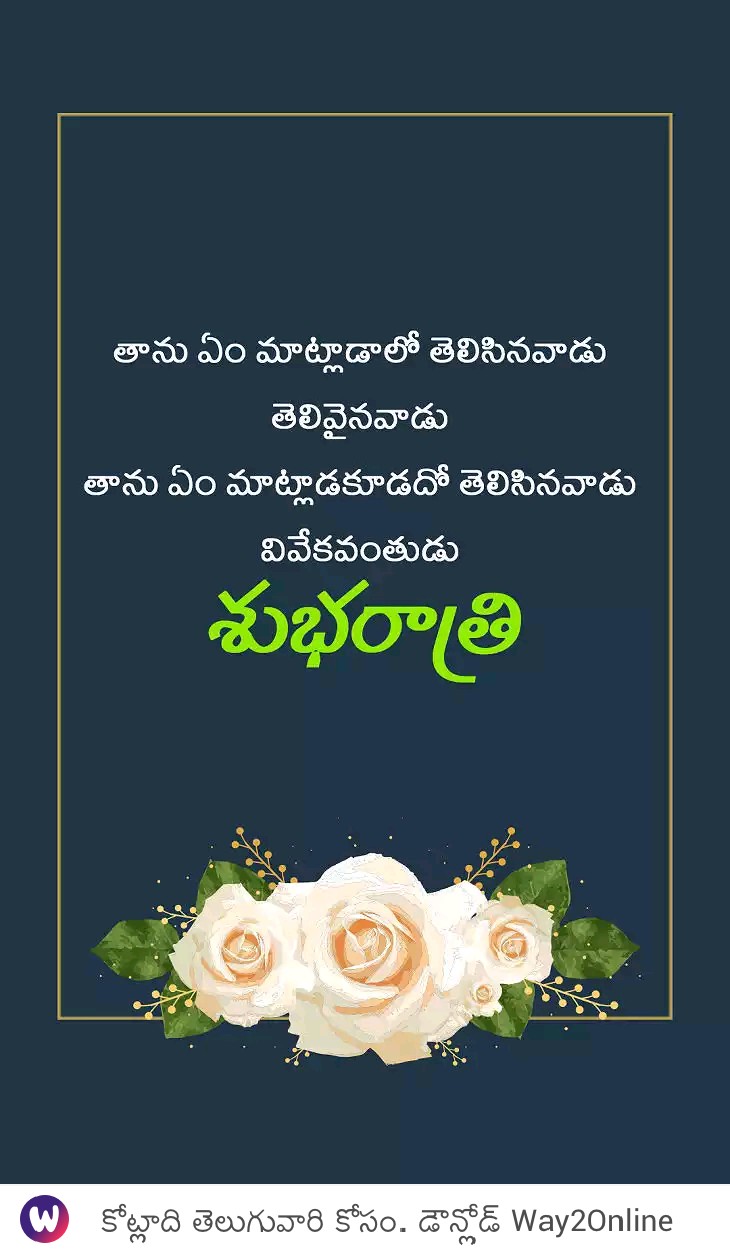 తాను ఏం మాట్లాడాలో తెలిసినవాడు
తెలివైనవాడు
తాను ఏం మాట్లాడకూడదో తెలిసినవాడు
వివేకవంతుడు
శుభరాత్రి
W కోట్లాది తెలుగువారి కోసం. డౌన్లోడ్ Way2Online